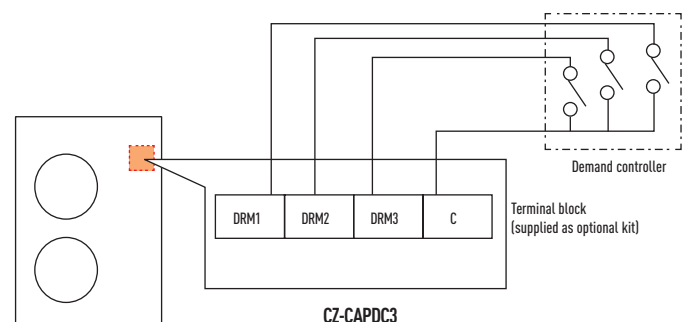 Demand controller
DRM1
DRM2
DRM3
C
Terminal block
(supplied as optional kit)
CZ-CAPDC3